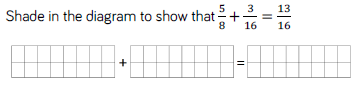 Shade in the diagram to show that 5/8 + 3/16 = 13/16
+ =